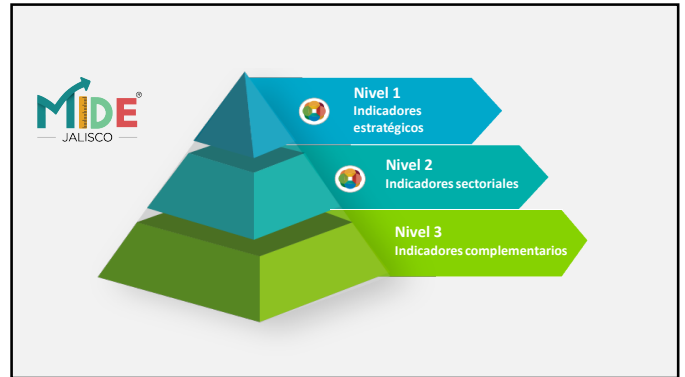 MIDE®
JALISCO
Nivel 1
Indicadores
estratégicos
Nivel 2
Indicadores sectoriales
Nivel 3
Indicadores complementarios